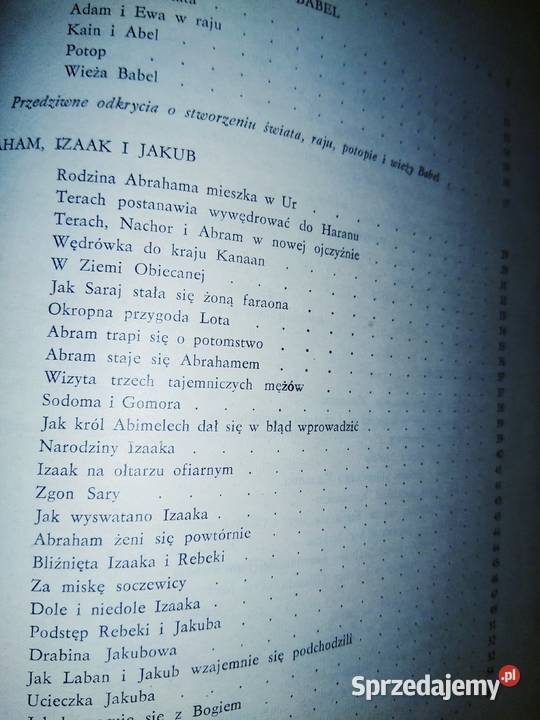 BABEL
Adam i Ewa w raju
Kain i Abel
Potop
Wieża Babel
Przedziwne odkrycia o stworzeniu świata, raju, potopie i wieży Babel
AHAM, IZAAK I JAKUB
Rodzina Abrahama mieszka w Ur
Terach postanawia wywędrować do Haranu
Terach, Nachor i Abram w nowej ojczyźnie
Wędrówka do kraju Kanaan
W Ziemi Obiecanej
Jak Saraj stała się żoną faraona
Okropna przygoda Lota
Abram trapi się o potomstwo
Abram staje się Abrahamem
Wizyta trzech tajemniczych mężów
Sodoma i Gomora
Jak król Abimelech dał się w błąd wprowadzić
Narodziny Izaaka
Izaak na ołtarzu ofiarnym
Zgon Sary
Jak wyswatano Izaaka
Abraham żeni się powtórnie
Bliźnięta Izaaka i Rebeki
Za miskę soczewicy
Dole i niedole Izaaka
Podstęp Rebeki i Jakuba
Drabina Jakubowa
Jak Laban i Jakub wzajemnie się podchodzili
Ucieczka Jakuba
się z Bogiem
Sprzedajemy.pl